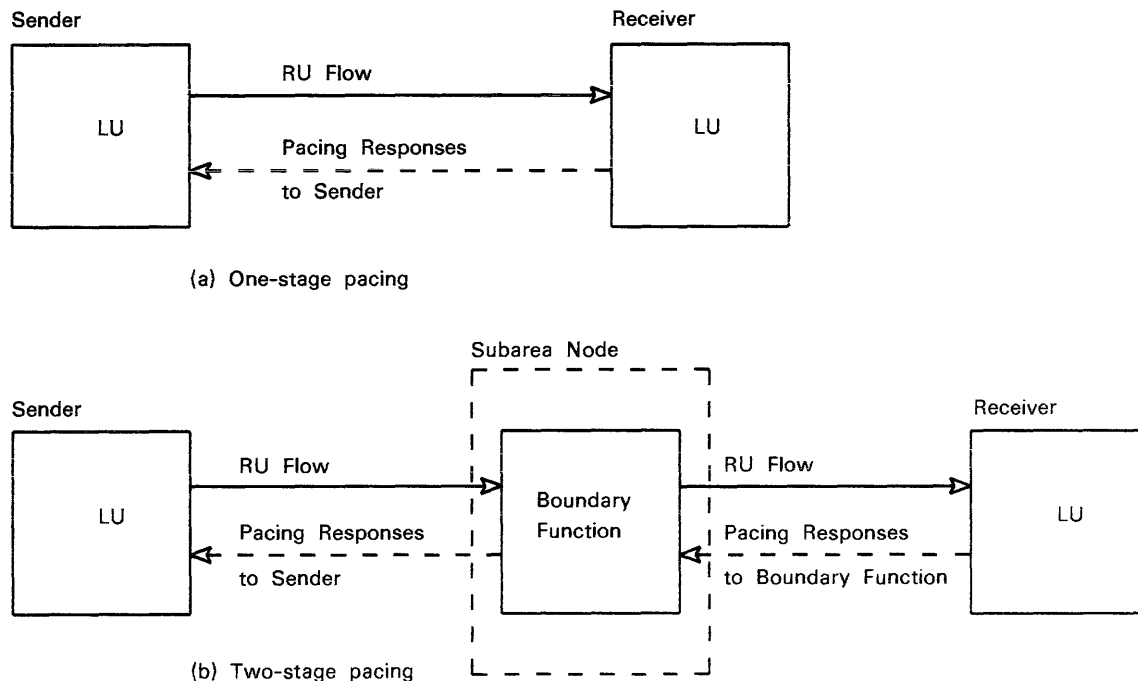 Sender
Receiver
RU Flow
LU
LU
Pacing Responses
to Sender
(a) One-stage pacing
Subarea Node
Sender
Receiver
RU Flow
RU Flow
LU
Boundary
Function
LU
Pacing Responses
to Sender
Pacing Responses
to Boundary Function
(b) Two-stage pacing